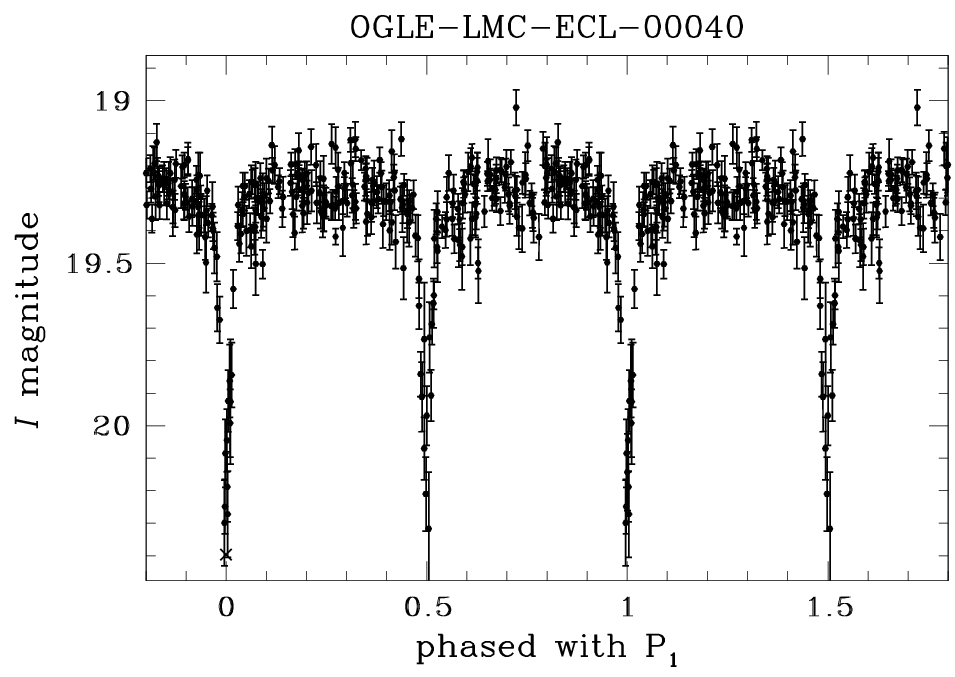 OGLE-LMC-ECL-00040
19
19.5
20
I magnitude
0 0.5 1 1.5
phased with P₁